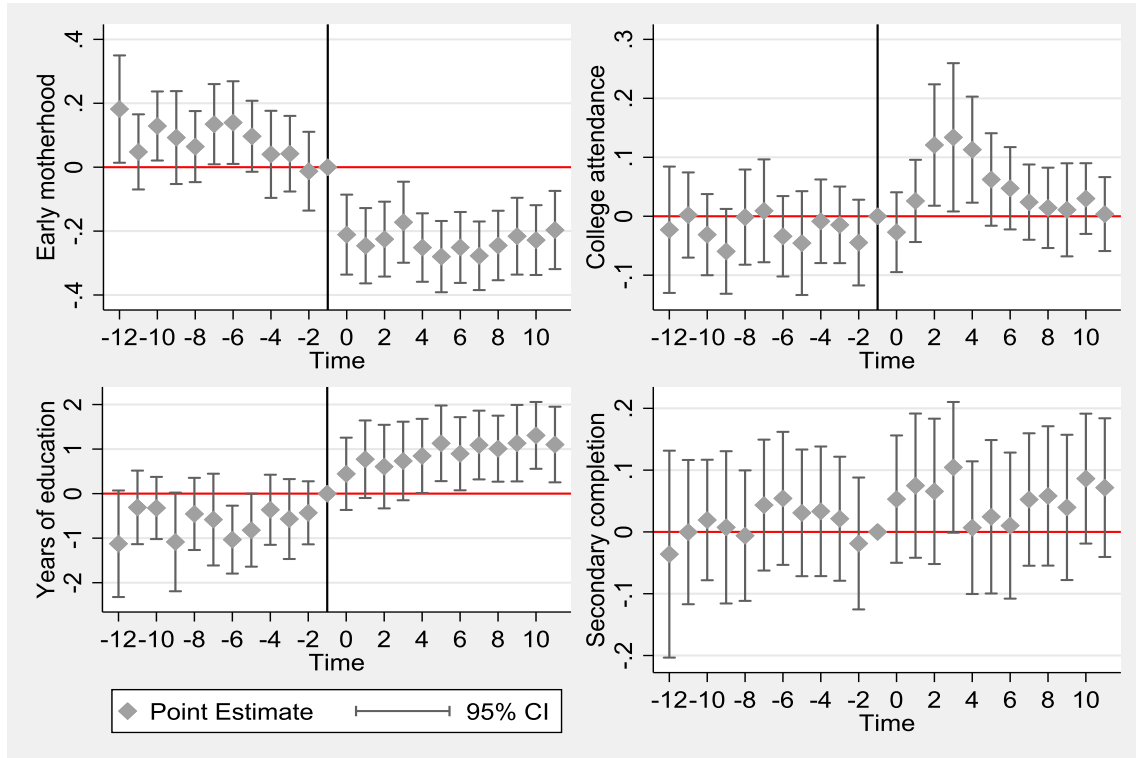 Early motherhood
.4
.2
0
-.2
-.4
-12 -10 -8 -6 -4 -2 0 2 4 6 8 10
Time
College attendance
.3
.2
.1
0
-.1
-12 -10 -8 -6 -4 -2 0 2 4 6 8 10
Time
Years of education
2
1
0
-1
-2
-12 -10 -8 -6 -4 -2 0 2 4 6 8 10
Time
Secondary completion
.2
.1
0
-.1
-.2
-12 -10 -8 -6 -4 -2 0 2 4 6 8 10
Time
Point Estimate 95% CI